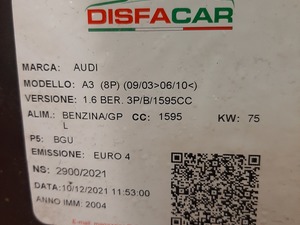 DISFACAR
MARCA: AUDI
MODELLO: A3 (8P) (09/03>06/10<)
VERSIONE: 1.6 BER. 3P/B/1595CC
ALIM.: BENZINA/GP CC: 1595 KW: 75
L
P5: BGU
EMISSIONE: EURO 4
NS: 2900/2021
DATA:10/12/2021 11:53:00
ANNO IMM: 2004